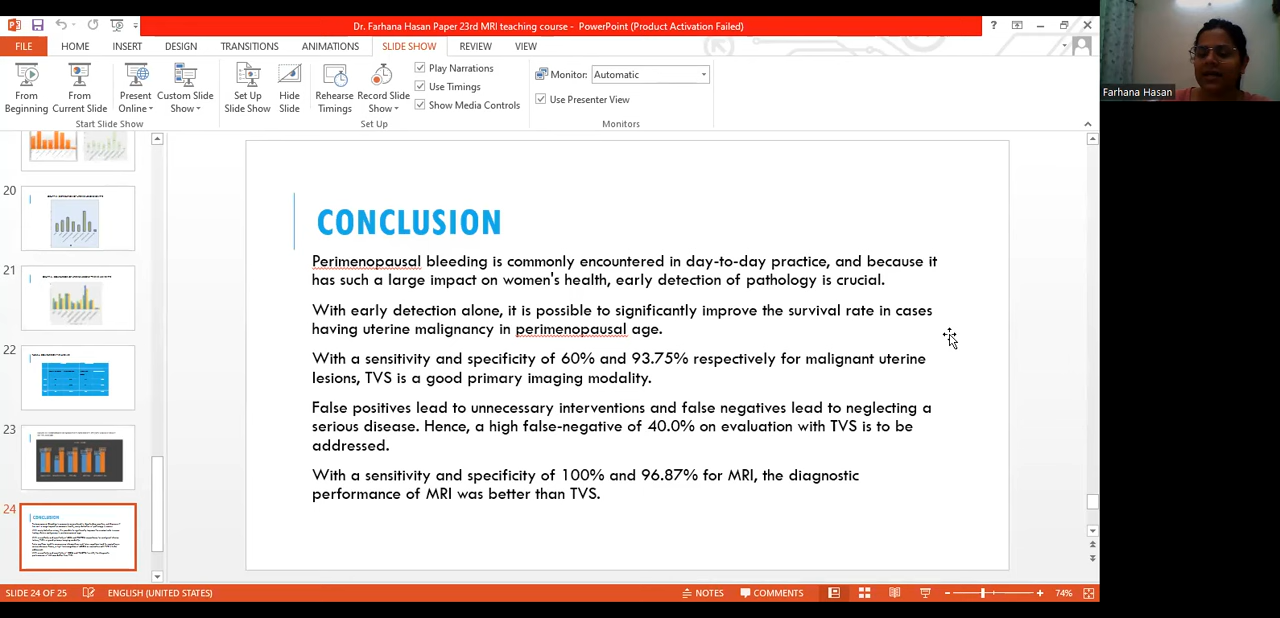 Dr. Farhana Hasan Paper 23rd MRI teaching course - PowerPoint (Product Activation Failed)
FILE HOME INSERT DESIGN TRANSITIONS ANIMATIONS SLIDE SHOW REVIEW VIEW
From Beginning
From Current Slide
Present Online
Custom Slide Show
Start Slide Show
Set Up Slide Show
Hide Slide
Rehearse Timings
Record Slide Show
Play Narrations
Use Timings
Show Media Controls
Set Up
Monitor: Automatic
Use Presenter View
Monitors
Farhana Hasan
20
21
22
23
24
CONCLUSION
CONCLUSION
Perimenopausal bleeding is commonly encountered in day-to-day practice, and because it
has such a large impact on women's health, early detection of pathology is crucial.
With early detection alone, it is possible to significantly improve the survival rate in cases
having uterine malignancy in perimenopausal age.
With a sensitivity and specificity of 60% and 93.75% respectively for malignant uterine
lesions, TVS is a good primary imaging modality.
False positives lead to unnecessary interventions and false negatives lead to neglecting a
serious disease. Hence, a high false-negative of 40.0% on evaluation with TVS is to be
addressed.
With a sensitivity and specificity of 100% and 96.87% for MRI, the diagnostic
performance of MRI was better than TVS.
SLIDE 24 OF 25 ENGLISH (UNITED STATES) NOTES COMMENTS 74%